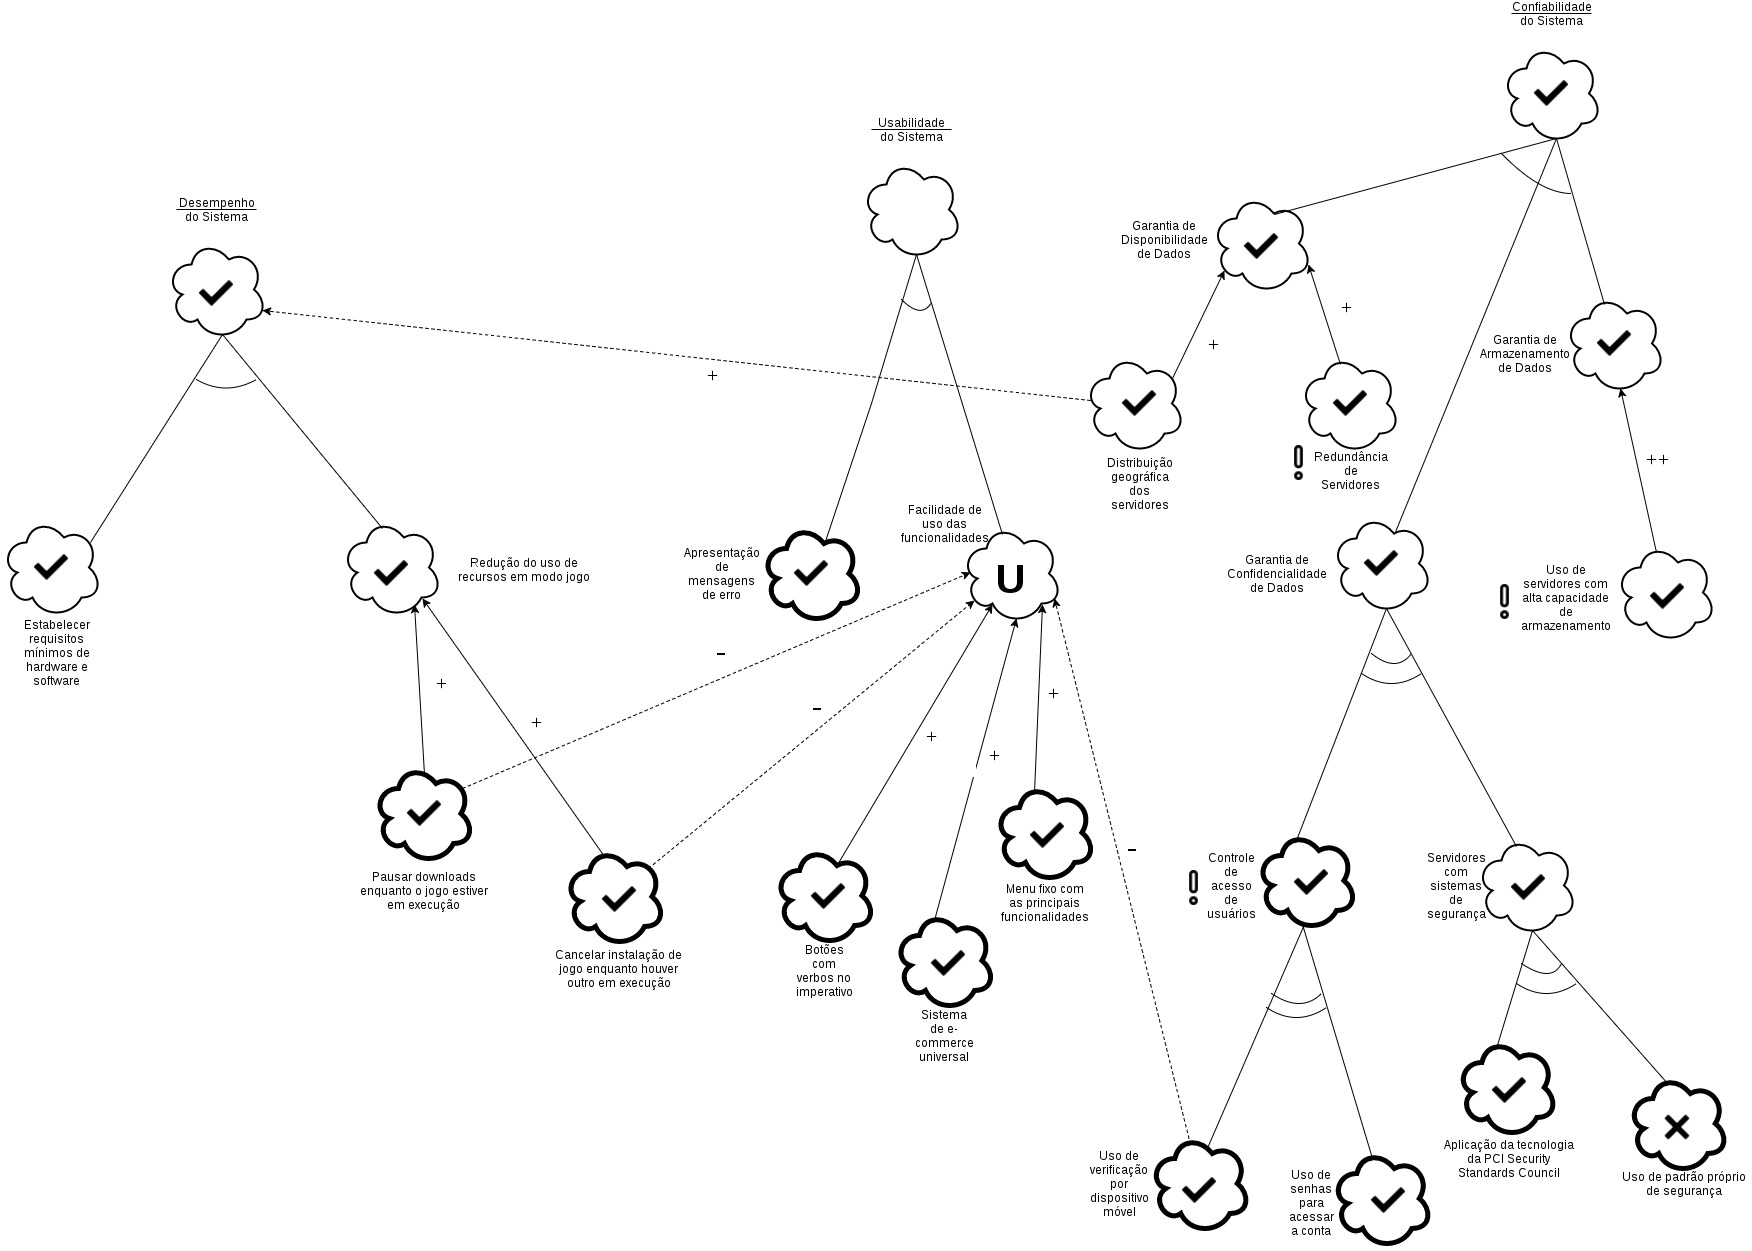 Confiabilidade
do Sistema
Usabilidade
do Sistema
Desempenho
do Sistema
Garantia de
Disponibilidade
de Dados
Garantia de
Armazenamento
de Dados
+
+
+
++
Distribuição
geográfica
dos
servidores
!
Redundância
de
Servidores
Facilidade de
uso das
funcionalidades
U
Apresentação
de
mensagens
de erro
Redução do uso de
recursos em modo jogo
Garantia de
Confidencialidade
de Dados
!
Uso de
servidores com
alta capacidade
de
armazenamento
Estabelecer
requisitos
mínimos de
hardware e
software
-
+
+
-
+
+
+
-
Pausar downloads
enquanto o jogo estiver
em execução
Cancelar instalação de
jogo enquanto houver
outro em execução
Botões
com
verbos no
imperativo
Sistema
de e-
commerce
universal
Menu fixo com
as principais
funcionalidades
!
Controle
de
acesso
de
usuários
Servidores
com
sistemas
de
segurança
Uso de
verificação
por
dispositivo
móvel
Uso de
senhas
para
acessar
a conta
Aplicação da tecnologia
da PCI Security
Standards Council
Uso de padrão próprio
de segurança